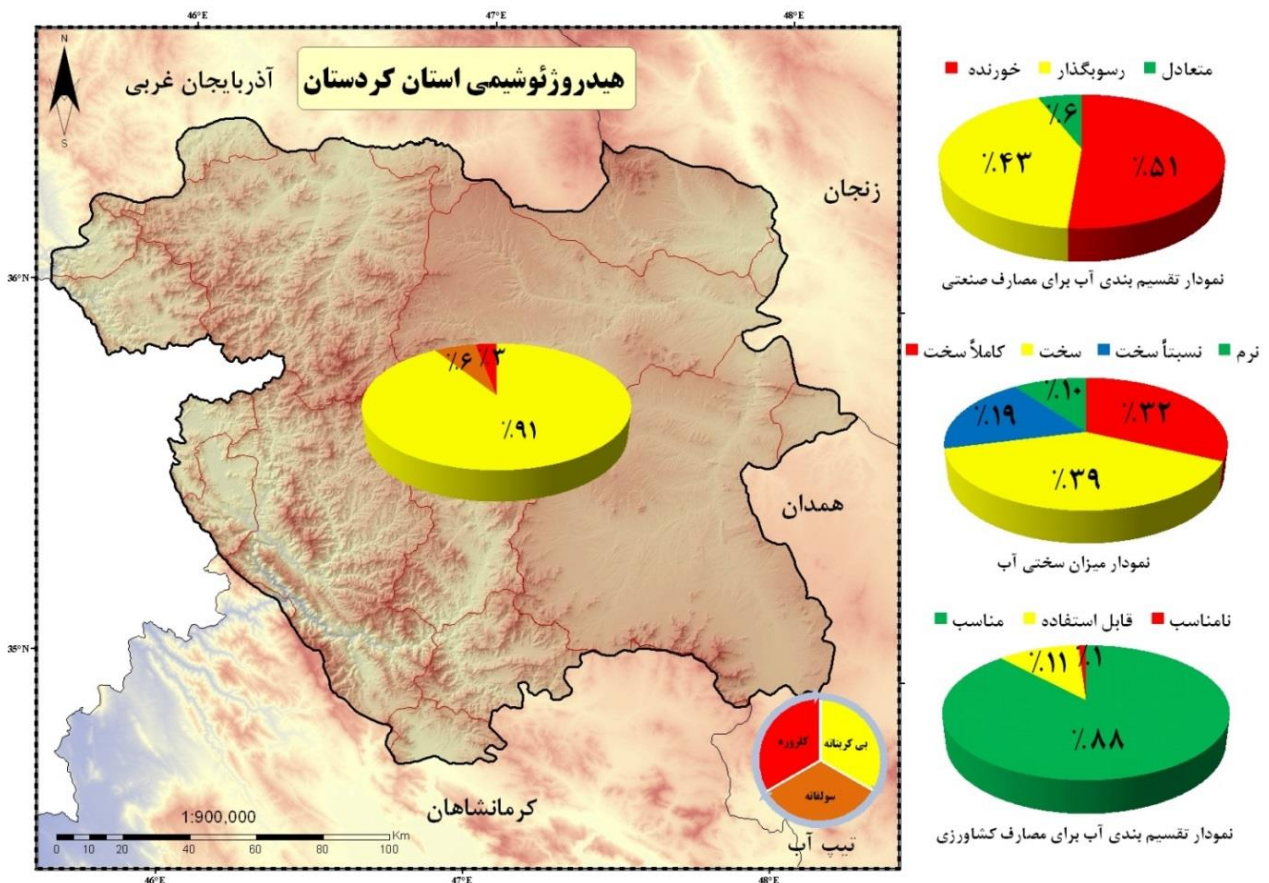 46°E 47°E 48°E
هیدروژئوشیمی استان کردستان
آذربایجان غربی
N
S
زنجان
36°N
٪۳
٪۶
٪۹۱
همدان
35°N
کرمانشاهان
1:900,000
Km
0 10 20 40 60 80 100
کلروره
بی کربناته
سولفاته
تیپ آب
46°E 47°E 48°E
خورنده رسوبگذار متعادل
٪۶
٪۴۳
٪۵۱
نمودار تقسیم بندی آب برای مصارف صنعتی
کاملاً سخت سخت نسبتاً سخت نرم
٪۱۰
٪۱۹
٪۳۲
٪۳۹
نمودار میزان سختی آب
مناسب قابل استفاده نامناسب
٪۱
٪۱۱
٪۸۸
نمودار تقسیم بندی آب برای مصارف کشاورزی